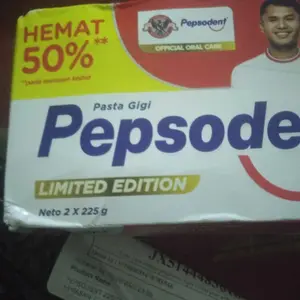 HEMAT
50%**
Pepsodent
OFFICIAL ORAL CARE
Pasta Gigi
Pepsode
LIMITED EDITION
Neto 2 X 225 g